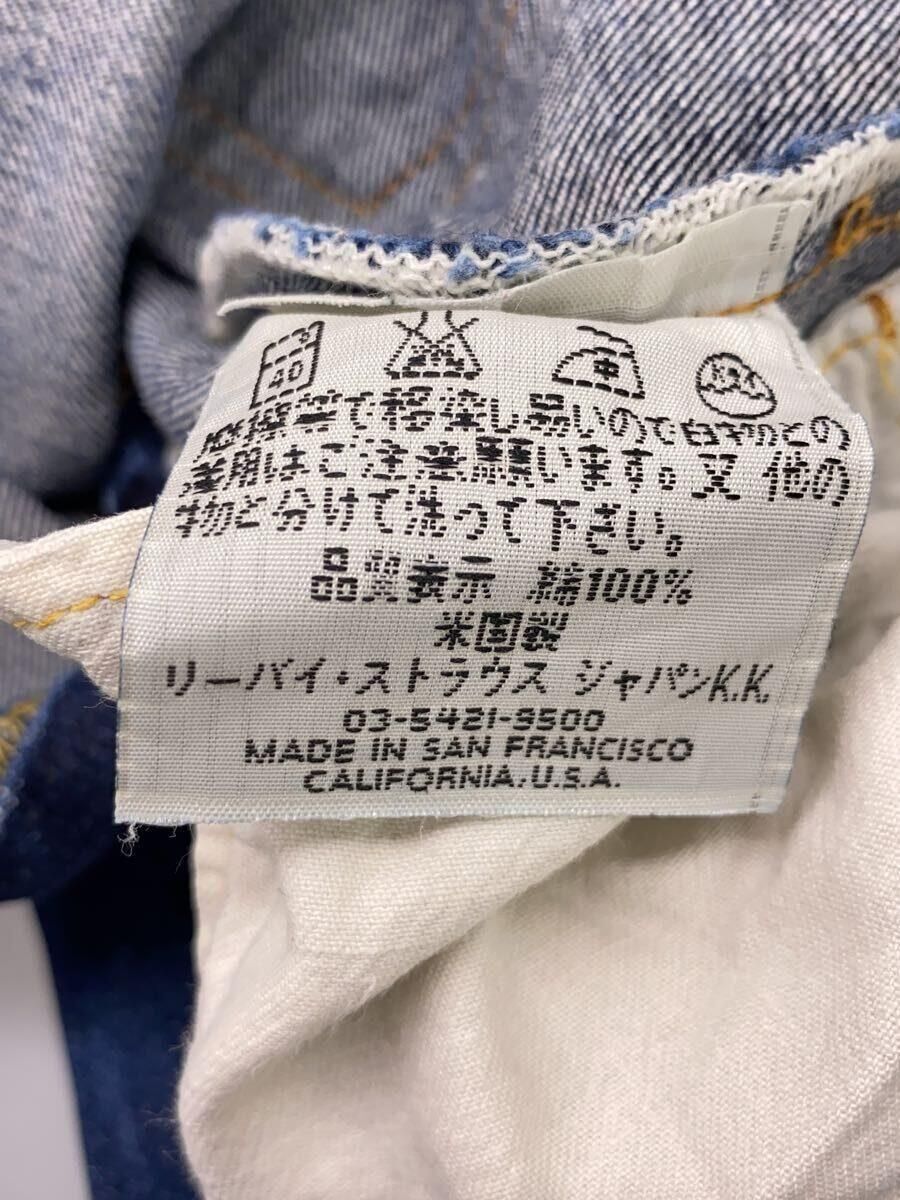 40
摩擦等で移染し易いので白物との
着用はご注意願います。又 他の
物と分けて洗って下さい。
品質表示 綿100%
米国製
リーバイ・ストラウス ジャパンK.K.
03-5421-9500
MADE IN SAN FRANCISCO
CALIFORNIA.U.S.A.